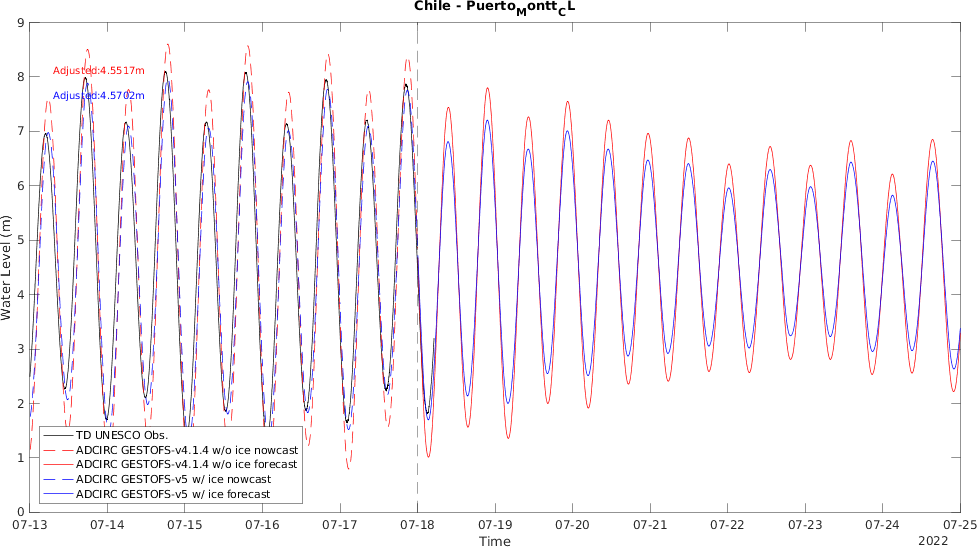 Chile - PuertoMonttCL
Adjusted:4.5517m
Adjusted:4.5702m
Water Level (m)
9
8
7
6
5
4
3
2
1
0
TD UNESCO Obs.
ADCIRC GESTOFS-v4.1.4 w/o ice nowcast
ADCIRC GESTOFS-v4.1.4 w/o ice forecast
ADCIRC GESTOFS-v5 w/ ice nowcast
ADCIRC GESTOFS-v5 w/ ice forecast
07-13 07-14 07-15 07-16 07-17 07-18 07-19 07-20 07-21 07-22 07-23 07-24 07-25
Time
2022